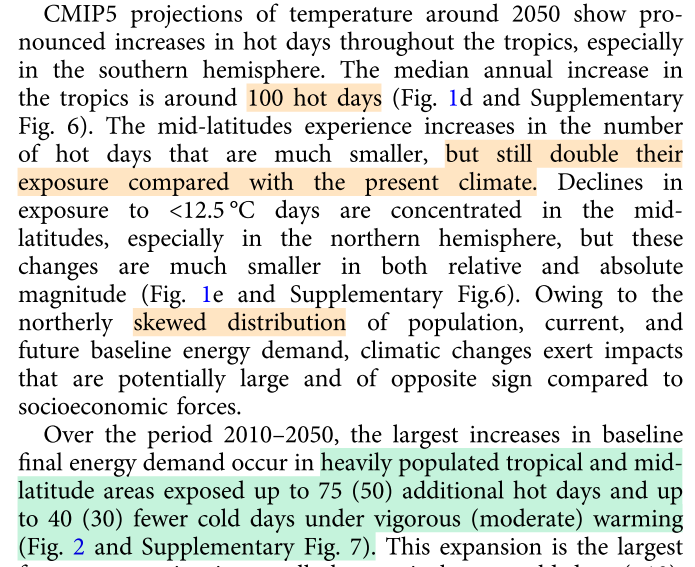 CMIP5 projections of temperature around 2050 show pro-
nounced increases in hot days throughout the tropics, especially
in the southern hemisphere. The median annual increase in
the tropics is around 100 hot days (Fig. 1d and Supplementary
Fig. 6). The mid-latitudes experience increases in the number
of hot days that are much smaller, but still double their
exposure compared with the present climate. Declines in
exposure to <12.5 °C days are concentrated in the mid-
latitudes, especially in the northern hemisphere, but these
changes are much smaller in both relative and absolute
magnitude (Fig. 1e and Supplementary Fig.6). Owing to the
northerly skewed distribution of population, current, and
future baseline energy demand, climatic changes exert impacts
that are potentially large and of opposite sign compared to
socioeconomic forces.
Over the period 2010–2050, the largest increases in baseline
final energy demand occur in heavily populated tropical and mid-
latitude areas exposed up to 75 (50) additional hot days and up
to 40 (30) fewer cold days under vigorous (moderate) warming
(Fig. 2 and Supplementary Fig. 7). This expansion is the largest